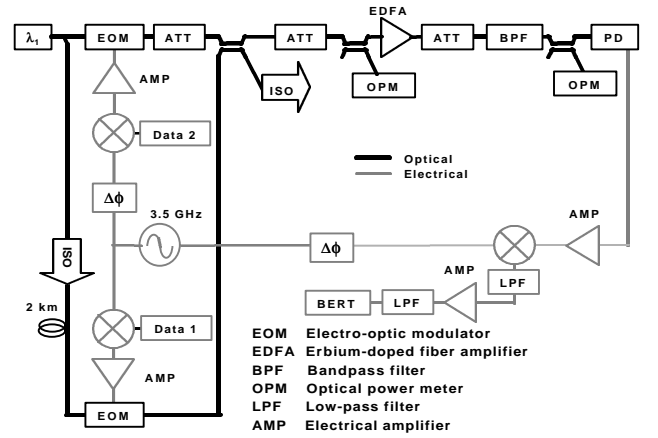 EDFA
λ1 EOM ATT ATT ATT BPF PD
AMP ISO OPM OPM
Data 2
Optical
Electrical
Δϕ
3.5 GHz AMP
Δϕ
ISO AMP LPF
2 km BERT LPF
Data 1
EOM Electro-optic modulator
EDFA Erbium-doped fiber amplifier
BPF Bandpass filter
AMP
OPM Optical power meter
LPF Low-pass filter
EOM
AMP Electrical amplifier